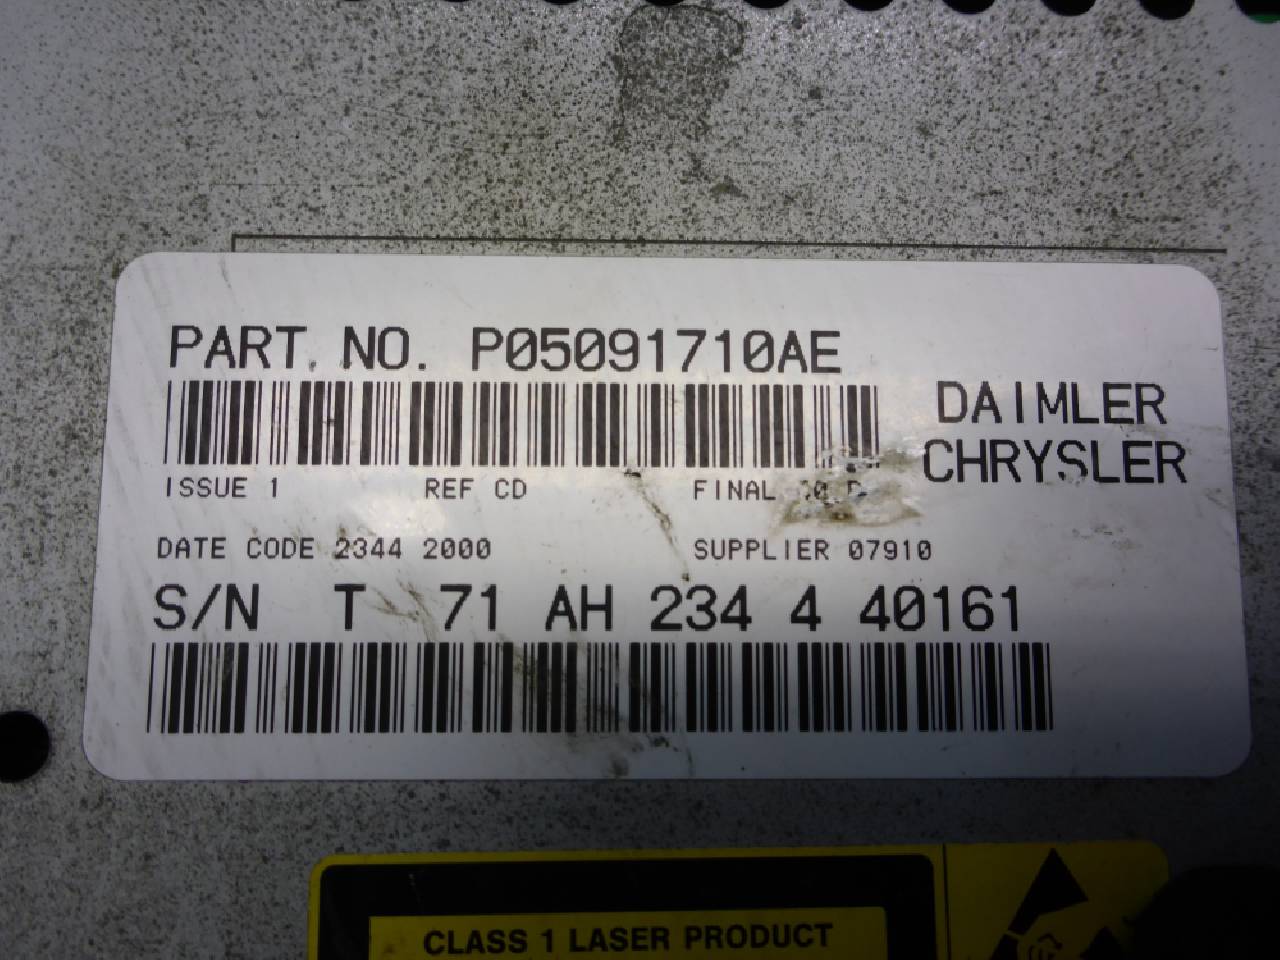 PART. NO. P05091710AE
DAIMLER
CHRYSLER
ISSUE 1 REF CD FINAL
DATE CODE 2344 2000 SUPPLIER 07910
S/N T 71 AH 234 4 40161
CLASS 1 LASER PRODUCT